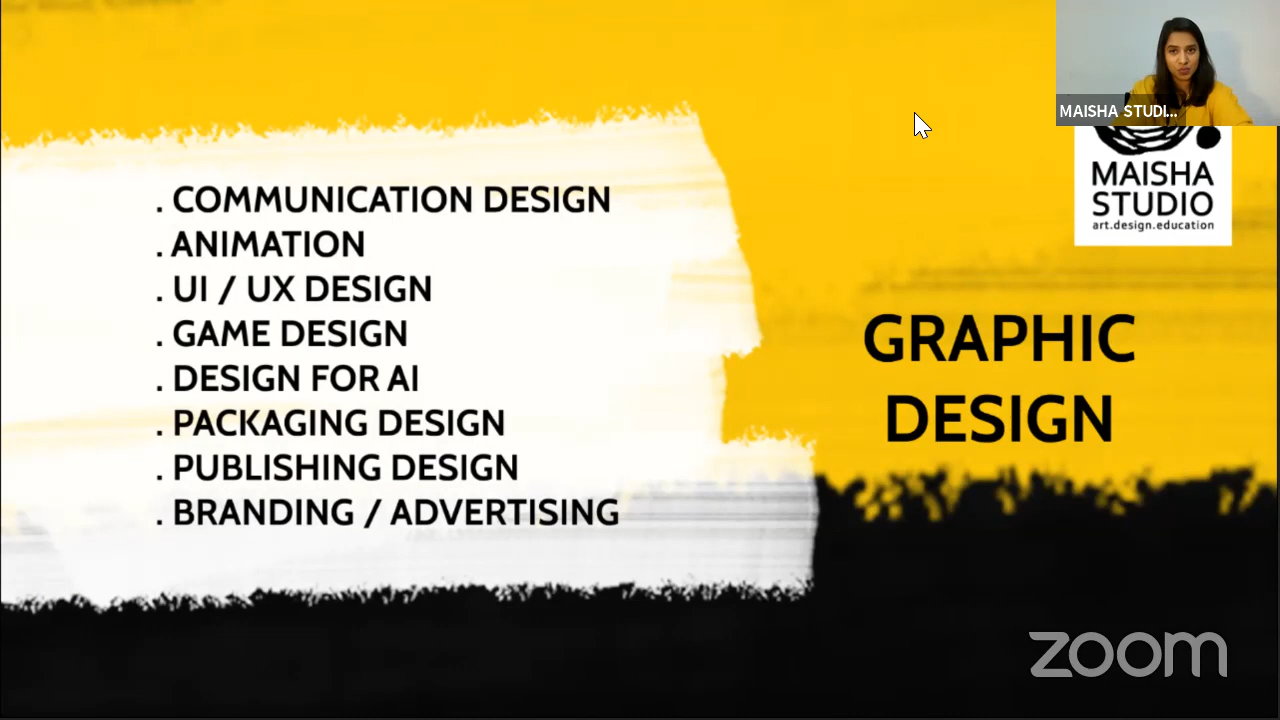 MAISHA STUDI...
MAISHA
STUDIO
art.design.education
. COMMUNICATION DESIGN
. ANIMATION
. UI / UX DESIGN
. GAME DESIGN
. DESIGN FOR AI
. PACKAGING DESIGN
. PUBLISHING DESIGN
. BRANDING / ADVERTISING
GRAPHIC
DESIGN
zoom